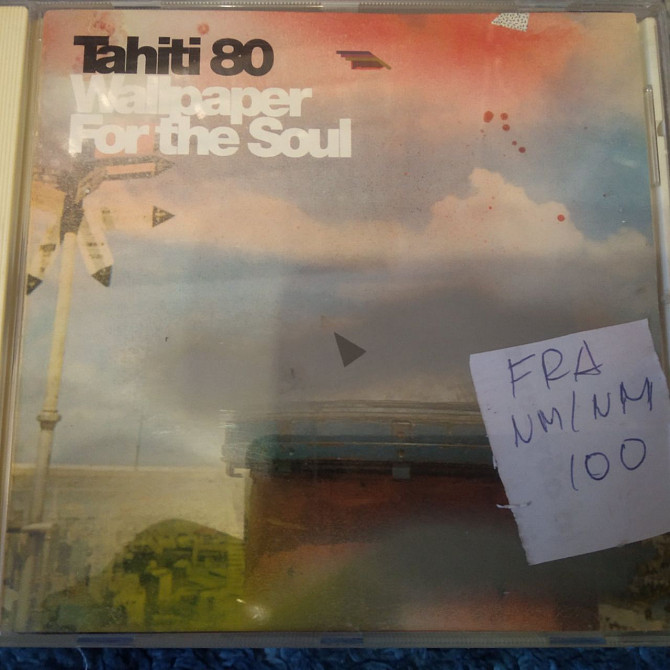 Tahiti 80
Wallpaper
For the Soul
FRA
NM/NM
100